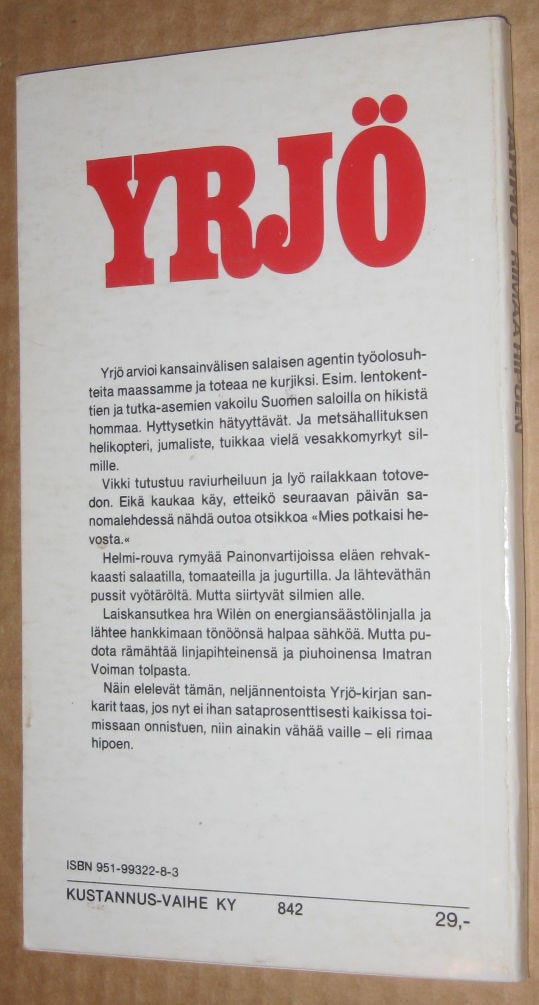 YRJÖ
Yrjö arvioi kansainvälisen salaisen agentin työolosuh-
teita maassamme ja toteaa ne kurjiksi. Esim. lentokent-
tien ja tutka-asemien vakoilu Suomen saloilla on hikistä
hommaa. Hyttysetkin hätyyttävät. Ja metsähallituksen
helikopteri, jumaliste, tuikkaa vielä vesakkomyrkyt sil-
mille.
Vikki tutustuu raviurheiluun ja lyö railakkaan totove-
don. Eikä kaukaa käy, etteikö seuraavan päivän sa-
nomalehdessä nähdä outoa otsikkoa «Mies potkaisi he-
vosta.«
Helmi-rouva rymyää Painonvartijoissa eläen rehvak-
kaasti salaatilla, tomaateilla ja jugurtilla. Ja lähteväthän
pussit vyötäröltä. Mutta siirtyvät silmien alle.
Laiskansutkea hra Wilén on energiansäästölinjalla ja
lähtee hankkimaan tönöönsä halpaa sähköä. Mutta pu-
dota rämähtää linjapihteinensä ja piuhoinensa Imatran
Voiman tolpasta.
Näin elelevät tämän, neljännentoista Yrjö-kirjan san-
karit taas, jos nyt ei ihan sataprosenttisesti kaikissa toi-
missaan onnistuen, niin ainakin vähää vaille – eli rimaa
hipoen.
ISBN 951-99322-8-3
KUSTANNUS-VAIHE KY 842
29,-
RIMAA HIPOEN